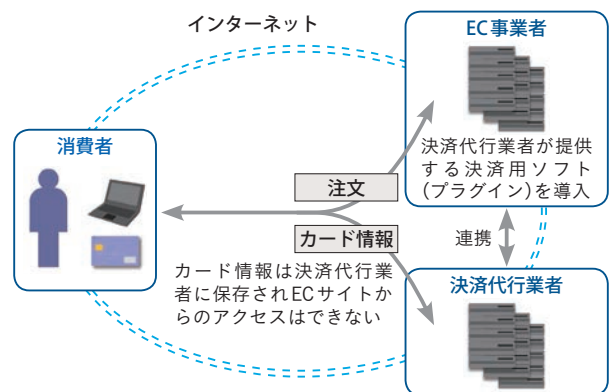 インターネット
EC事業者
決済代行業者が提供
する決済用ソフト
(プラグイン)を導入
消費者
注文
カード情報
連携
カード情報は決済代行業
者に保存されECサイトか
らのアクセスはできない
決済代行業者